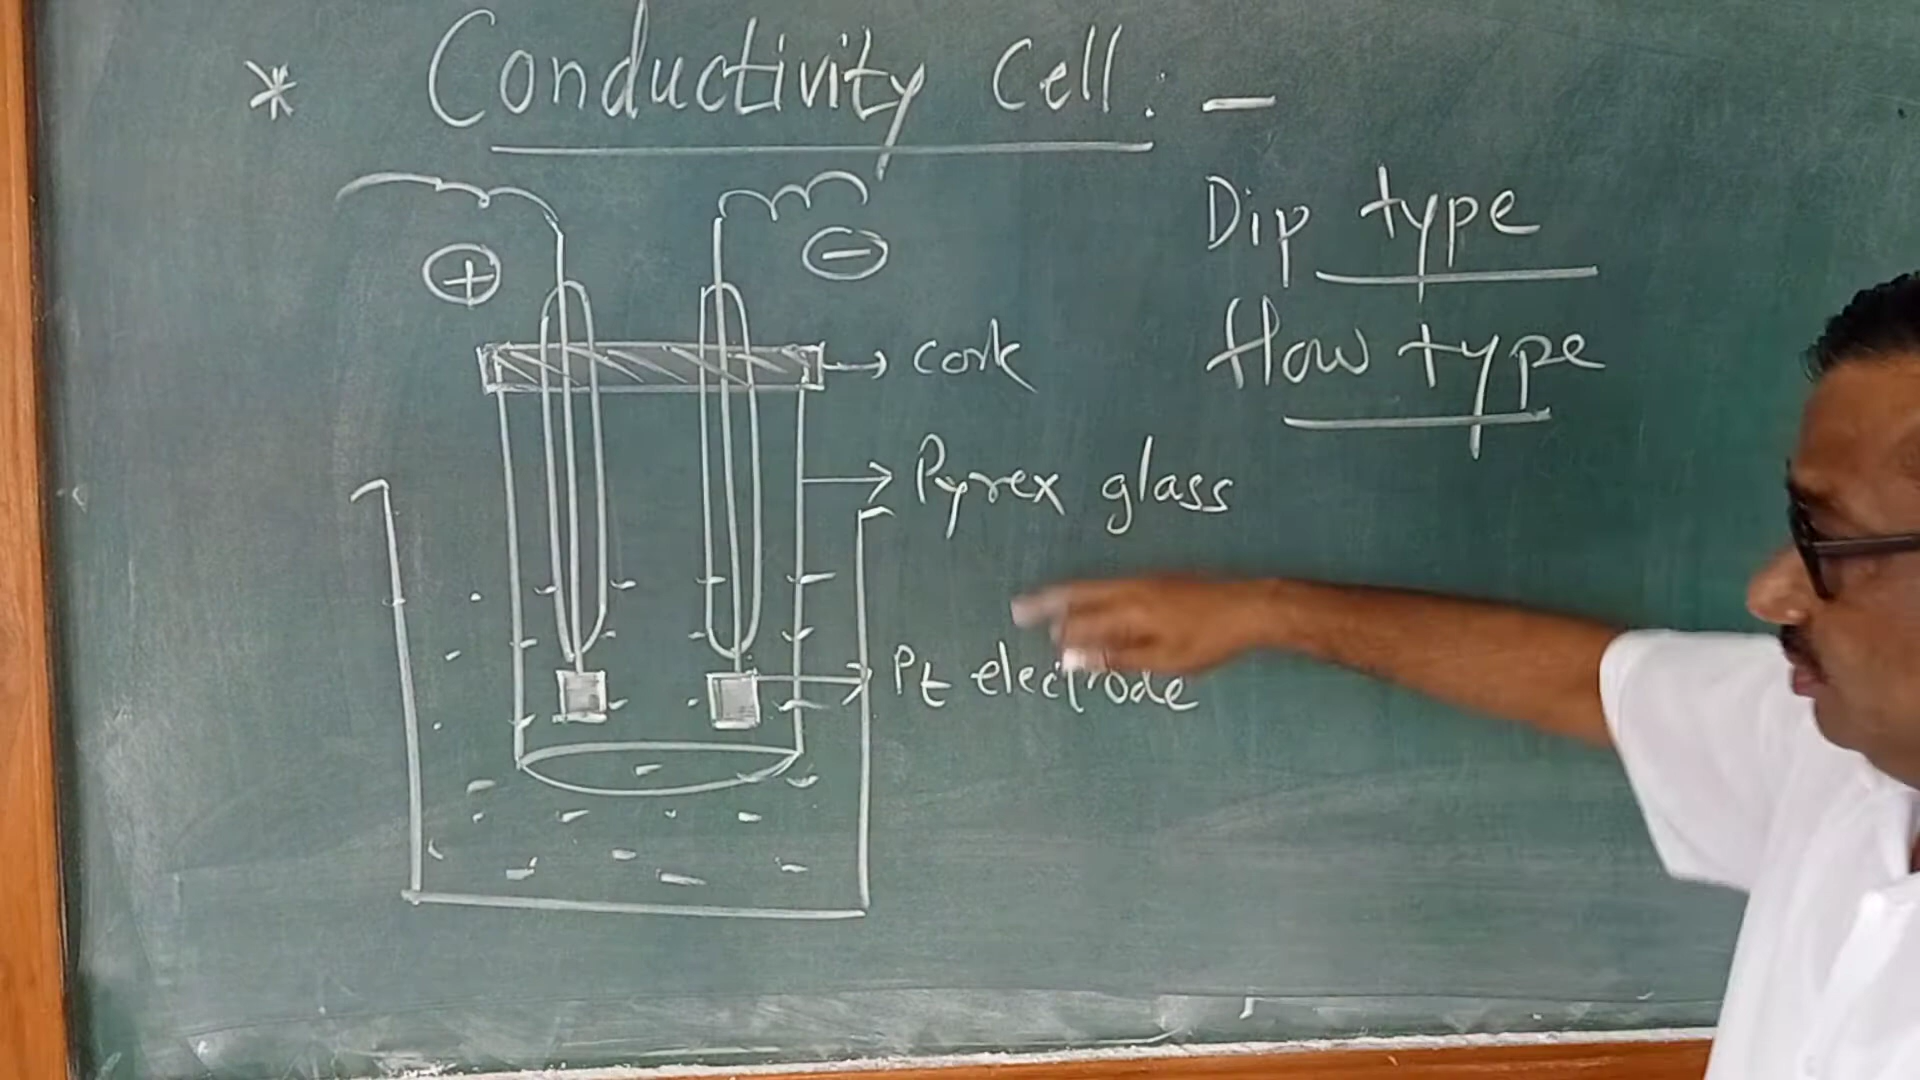 * Conductivity Cell : -
Dip type
flow type
+
-
cork
Pyrex glass
Pt electrode